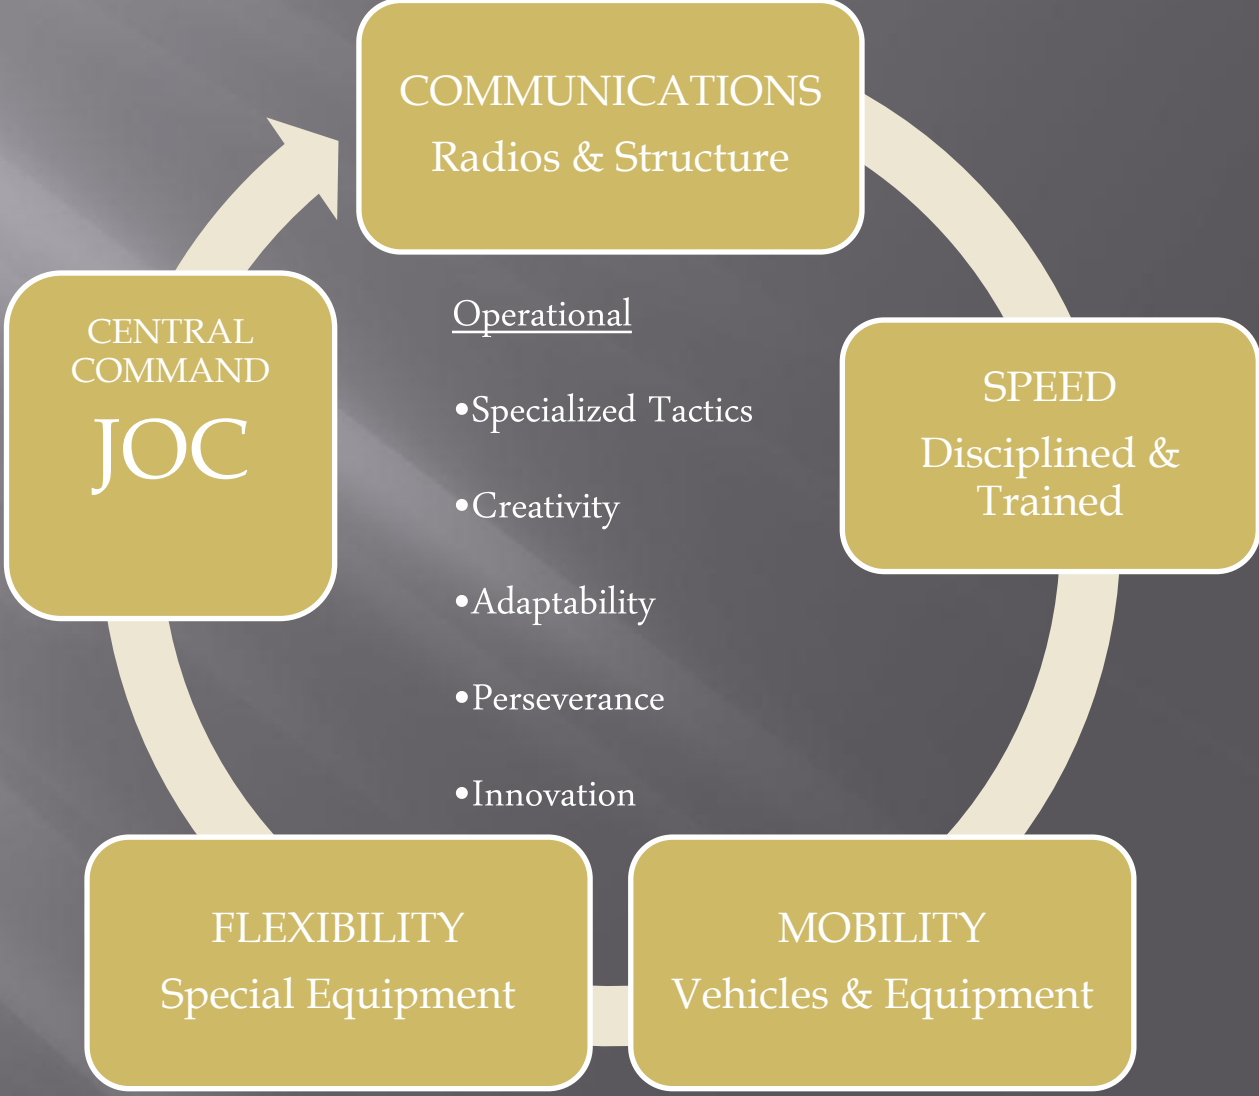 COMMUNICATIONS
Radios & Structure
CENTRAL
COMMAND
JOC
Operational
•Specialized Tactics
•Creativity
•Adaptability
•Perseverance
•Innovation
SPEED
Disciplined &
Trained
FLEXIBILITY
Special Equipment
MOBILITY
Vehicles & Equipment